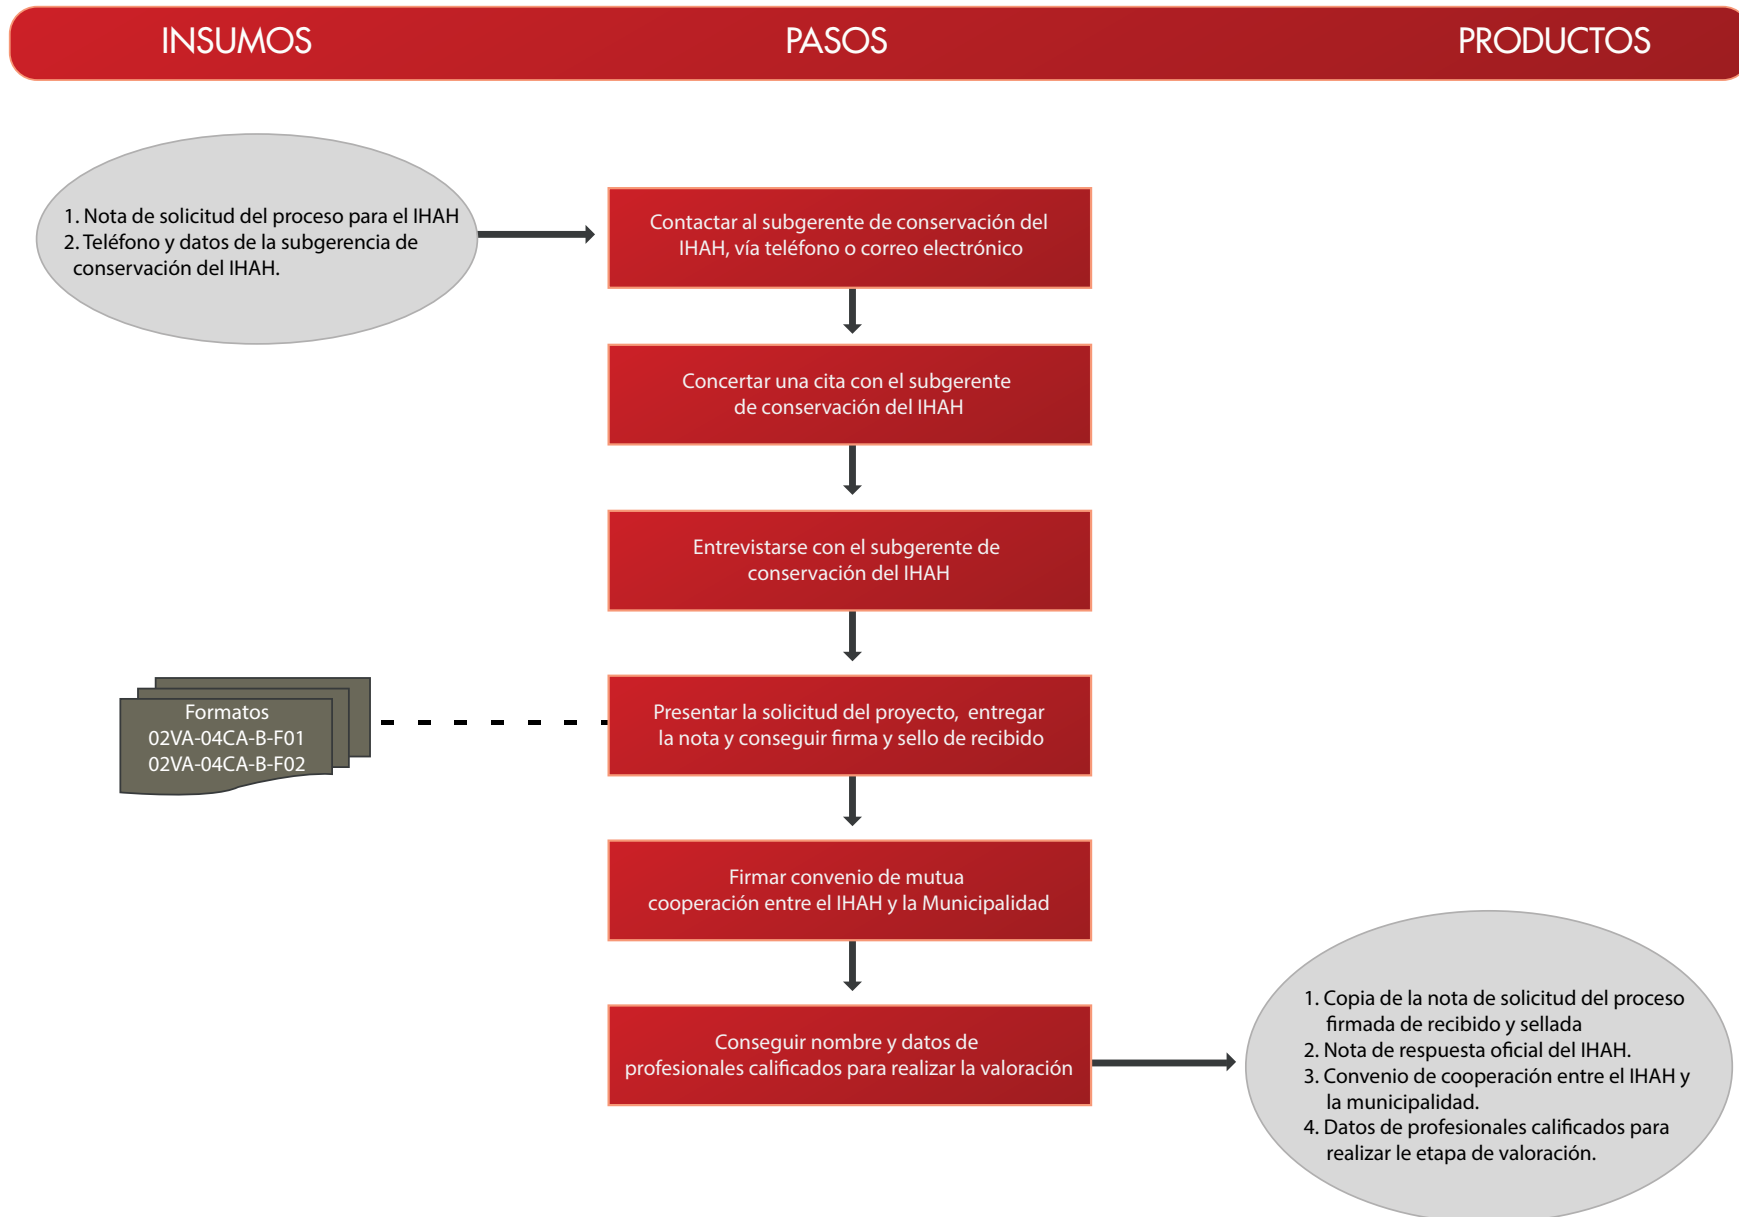 INSUMOS
PASOS
PRODUCTOS
1. Nota de solicitud del proceso para el IHAH
2. Teléfono y datos de la subgerencia de
conservación del IHAH.
Contactar al subgerente de conservación del
IHAH, vía teléfono o correo electrónico
Concertar una cita con el subgerente
de conservación del IHAH
Entrevistarse con el subgerente de
conservación del IHAH
Formatos
02VA-04CA-B-F01
02VA-04CA-B-F02
Presentar la solicitud del proyecto, entregar
la nota y conseguir firma y sello de recibido
Firmar convenio de mutua
cooperación entre el IHAH y la Municipalidad
Conseguir nombre y datos de
profesionales calificados para realizar la valoración
1. Copia de la nota de solicitud del proceso
firmada de recibido y sellada
2. Nota de respuesta oficial del IHAH.
3. Convenio de cooperación entre el IHAH y
la municipalidad.
4. Datos de profesionales calificados para
realizar le etapa de valoración.